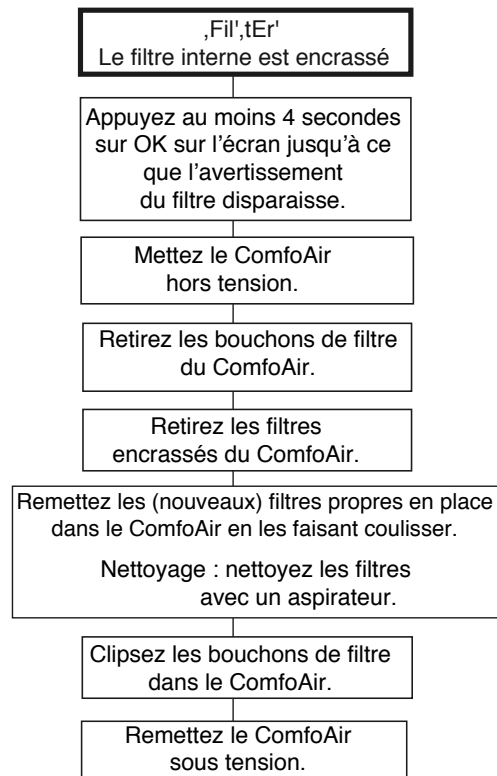 ‚Fil',tEr'
Le filtre interne est encrassé
Appuyez au moins 4 secondes
sur OK sur l’écran jusqu’à ce
que l’avertissement
du filtre disparaisse.
Mettez le ComfoAir
hors tension.
Retirez les bouchons de filtre
du ComfoAir.
Retirez les filtres
encrassés du ComfoAir.
Remettez les (nouveaux) filtres propres en place
dans le ComfoAir en les faisant coulisser.
Nettoyage : nettoyez les filtres
avec un aspirateur.
Clipsez les bouchons de filtre
dans le ComfoAir.
Remettez le ComfoAir
sous tension.